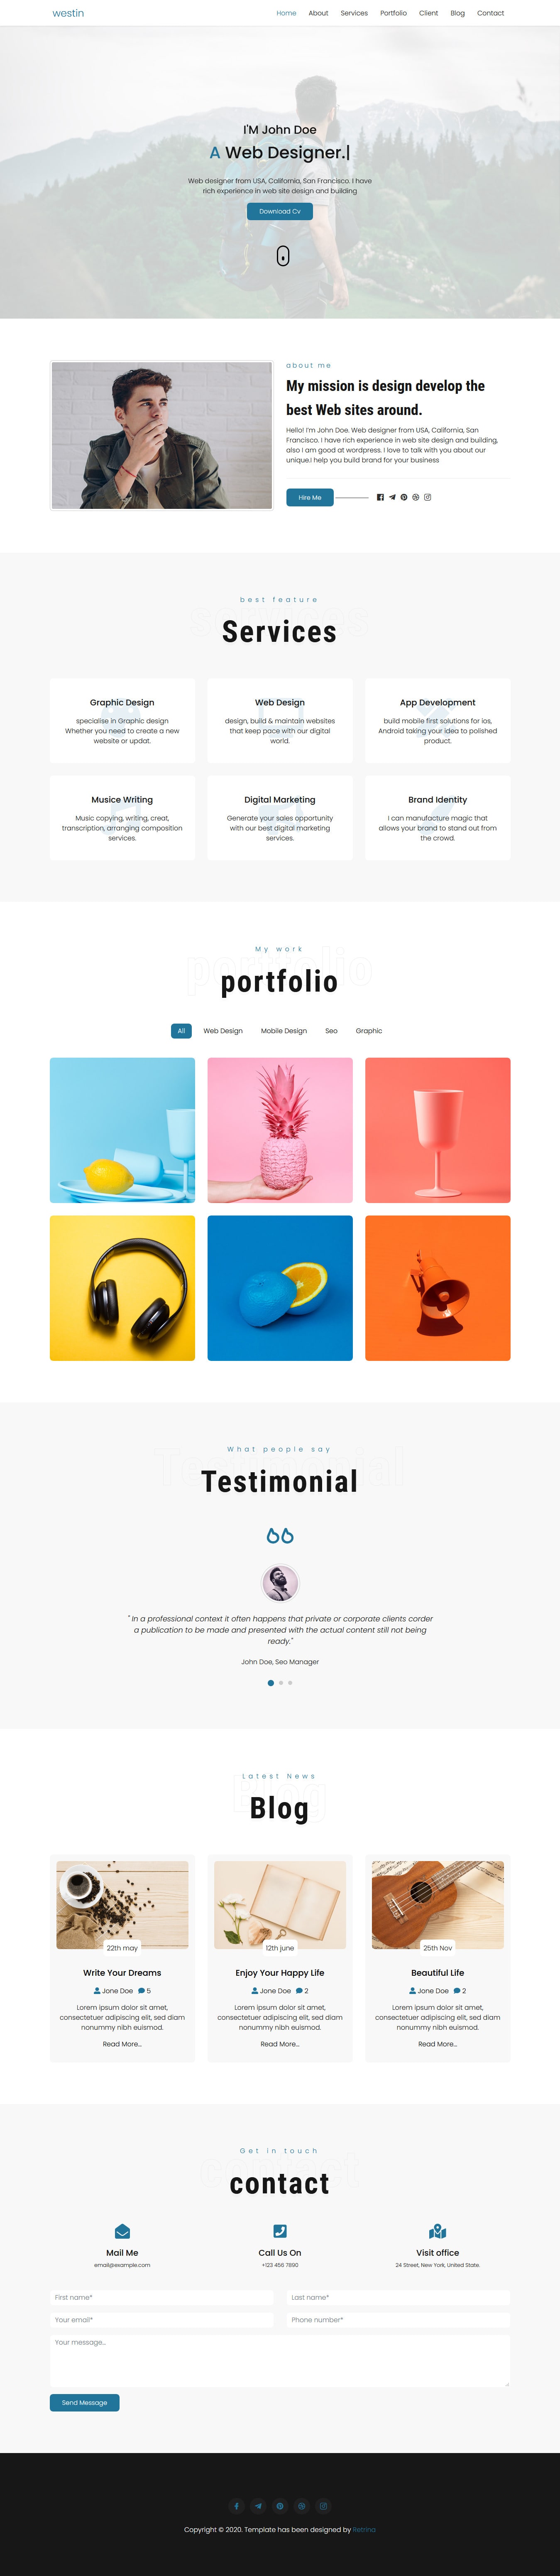 westin
Home About Services Portfolio Client Blog Contact
I'M John Doe
A Web Designer.|
Web designer from USA, California, San Francisco. I have
rich experience in web site design and building
Download Cv
about me
My mission is design develop the
best Web sites around.
Hello! I'm John Doe. Web designer from USA, California, San
Francisco. I have rich experience in web site design and building,
also I am good at wordpress. I love to talk with you about our
unique.I help you build brand for your business
Hire Me
best feature
services
Services
Graphic Design
specialise in Graphic design
Whether you need to create a new
website or updat.
Web Design
design, build & maintain websites
that keep pace with our digital
world.
App Development
build mobile first solutions for ios,
Android taking your idea to polished
product.
Musice Writing
Music copying, writing, creat,
transcription, arranging composition
services.
Digital Marketing
Generate your sales opportunity
with our best digital marketing
services.
Brand Identity
I can manufacture magic that
allows your brand to stand out from
the crowd.
My work
portfolio
portfolio
All Web Design Mobile Design Seo Graphic
What people say
Testimonial
Testimonial
" In a professional context it often happens that private or corporate clients corder
a publication to be made and presented with the actual content still not being
ready."
John Doe, Seo Manager
Latest News
Blog
Blog
22th may
Write Your Dreams
Jone Doe 5
Lorem ipsum dolor sit amet,
consectetuer adipiscing elit, sed diam
nonummy nibh euismod.
Read More...
12th june
Enjoy Your Happy Life
Jone Doe 2
Lorem ipsum dolor sit amet,
consectetuer adipiscing elit, sed diam
nonummy nibh euismod.
Read More...
25th Nov
Beautiful Life
Jone Doe 2
Lorem ipsum dolor sit amet,
consectetuer adipiscing elit, sed diam
nonummy nibh euismod.
Read More...
Get in touch
contact
contact
Mail Me
email@example.com
Call Us On
+123 456 7890
Visit office
24 Street, New York, United State.
First name*
Last name*
Your email*
Phone number*
Your message...
Send Message
Copyright © 2020. Template has been designed by Retrina